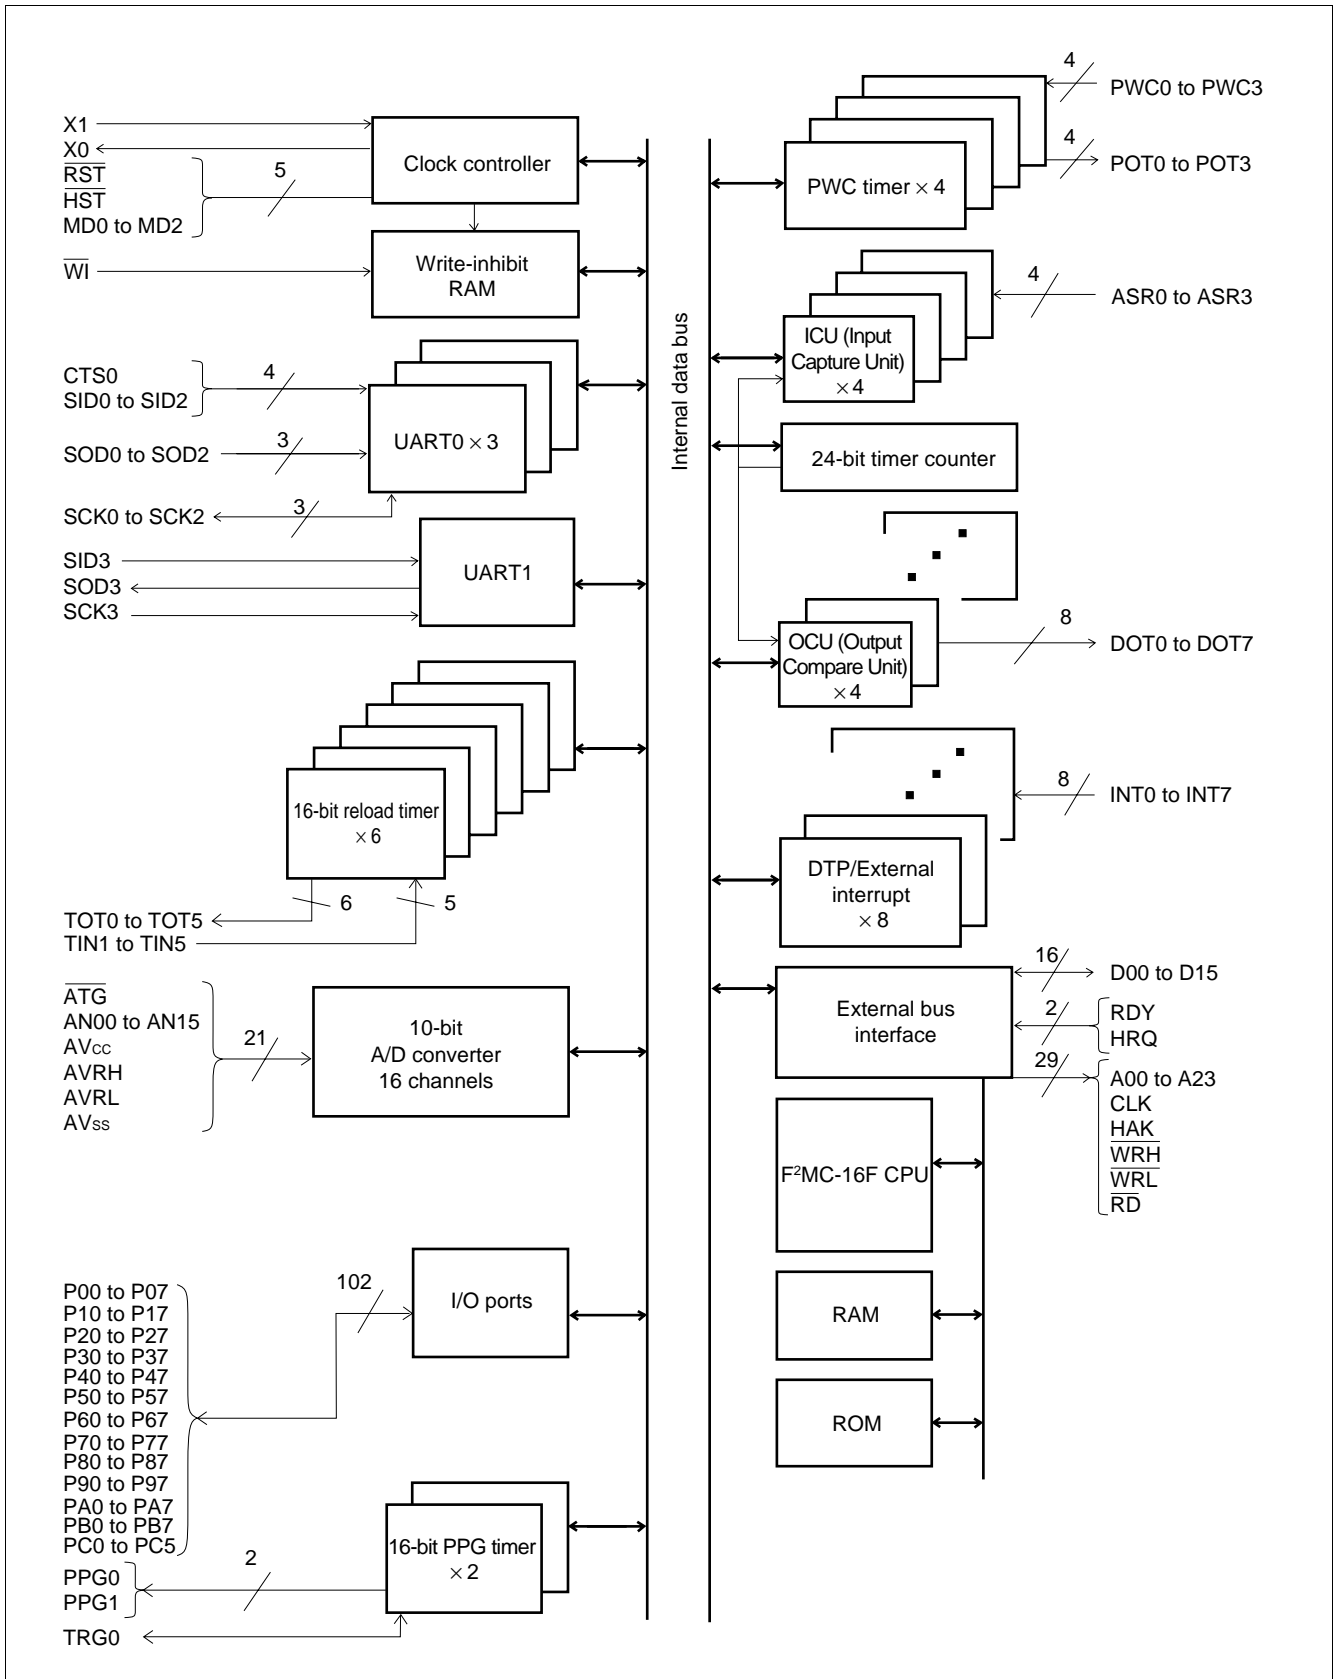 X1
X0
RST
HST
MD0 to MD2
5
Clock controller
WI
Write-inhibit
RAM
CTS0
SID0 to SID2
4
SOD0 to SOD2
3
UART0 × 3
SCK0 to SCK2
3
SID3
SOD3
SCK3
UART1
16-bit reload timer
× 6
6
5
TOT0 to TOT5
TIN1 to TIN5
ATG
AN00 to AN15
AVCC
AVRH
AVRL
AVSS
21
10-bit
A/D converter
16 channels
P00 to P07
P10 to P17
P20 to P27
P30 to P37
P40 to P47
P50 to P57
P60 to P67
P70 to P77
P80 to P87
P90 to P97
PA0 to PA7
PB0 to PB7
PC0 to PC5
102
I/O ports
PPG0
PPG1
2
16-bit PPG timer
× 2
TRG0
Internal data bus
4
PWC0 to PWC3
4
POT0 to POT3
PWC timer × 4
4
ASR0 to ASR3
ICU (Input
Capture Unit)
× 4
24-bit timer counter
OCU (Output
Compare Unit)
× 4
8
DOT0 to DOT7
8
INT0 to INT7
DTP/External
interrupt
× 8
External bus
interface
16
D00 to D15
2
RDY
HRQ
29
A00 to A23
CLK
HAK
WRH
WRL
RD
F²MC-16F CPU
RAM
ROM